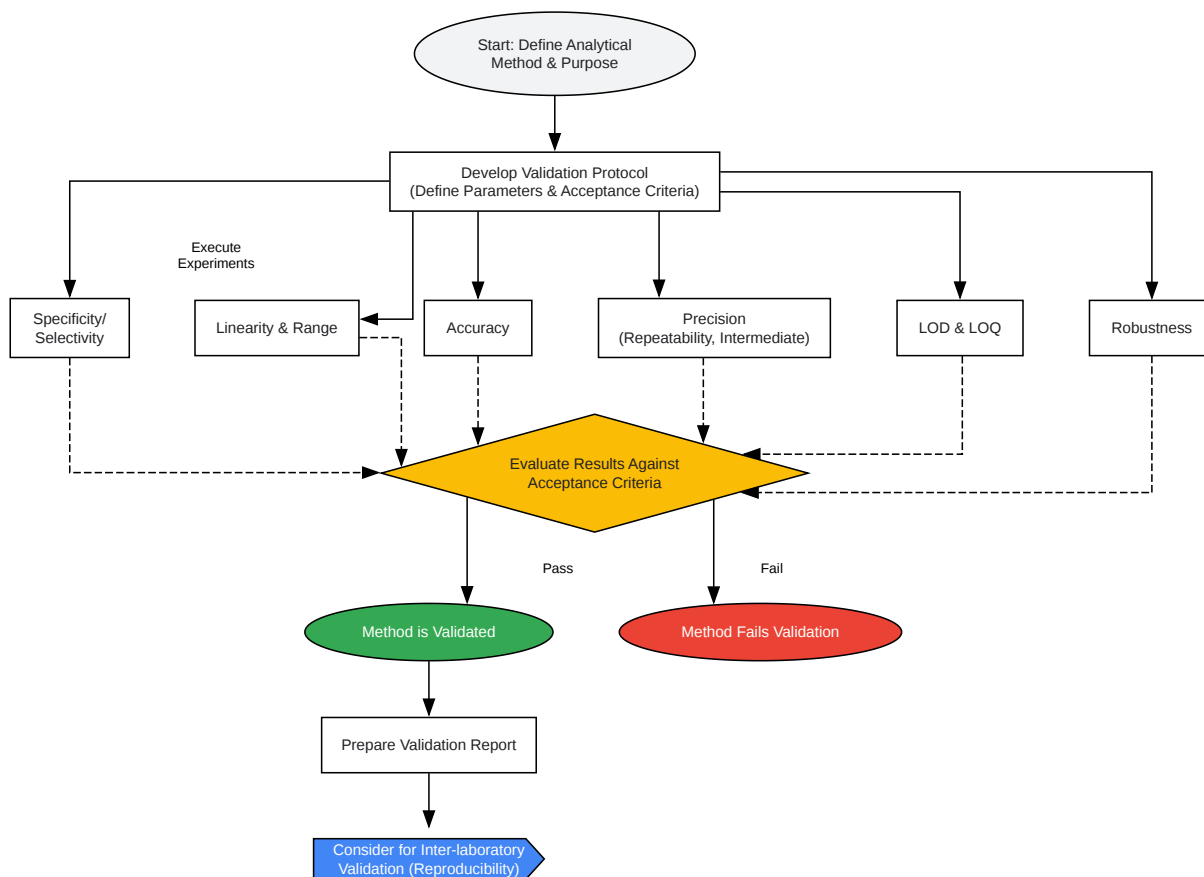 Start: Define Analytical
Method & Purpose
Develop Validation Protocol
(Define Parameters & Acceptance Criteria)
Execute
Experiments
Specificity/
Selectivity
Linearity & Range
Accuracy
Precision
(Repeatability, Intermediate)
LOD & LOQ
Robustness
Evaluate Results Against
Acceptance Criteria
Pass
Fail
Method is Validated
Method Fails Validation
Prepare Validation Report
Consider for Inter-laboratory
Validation (Reproducibility)